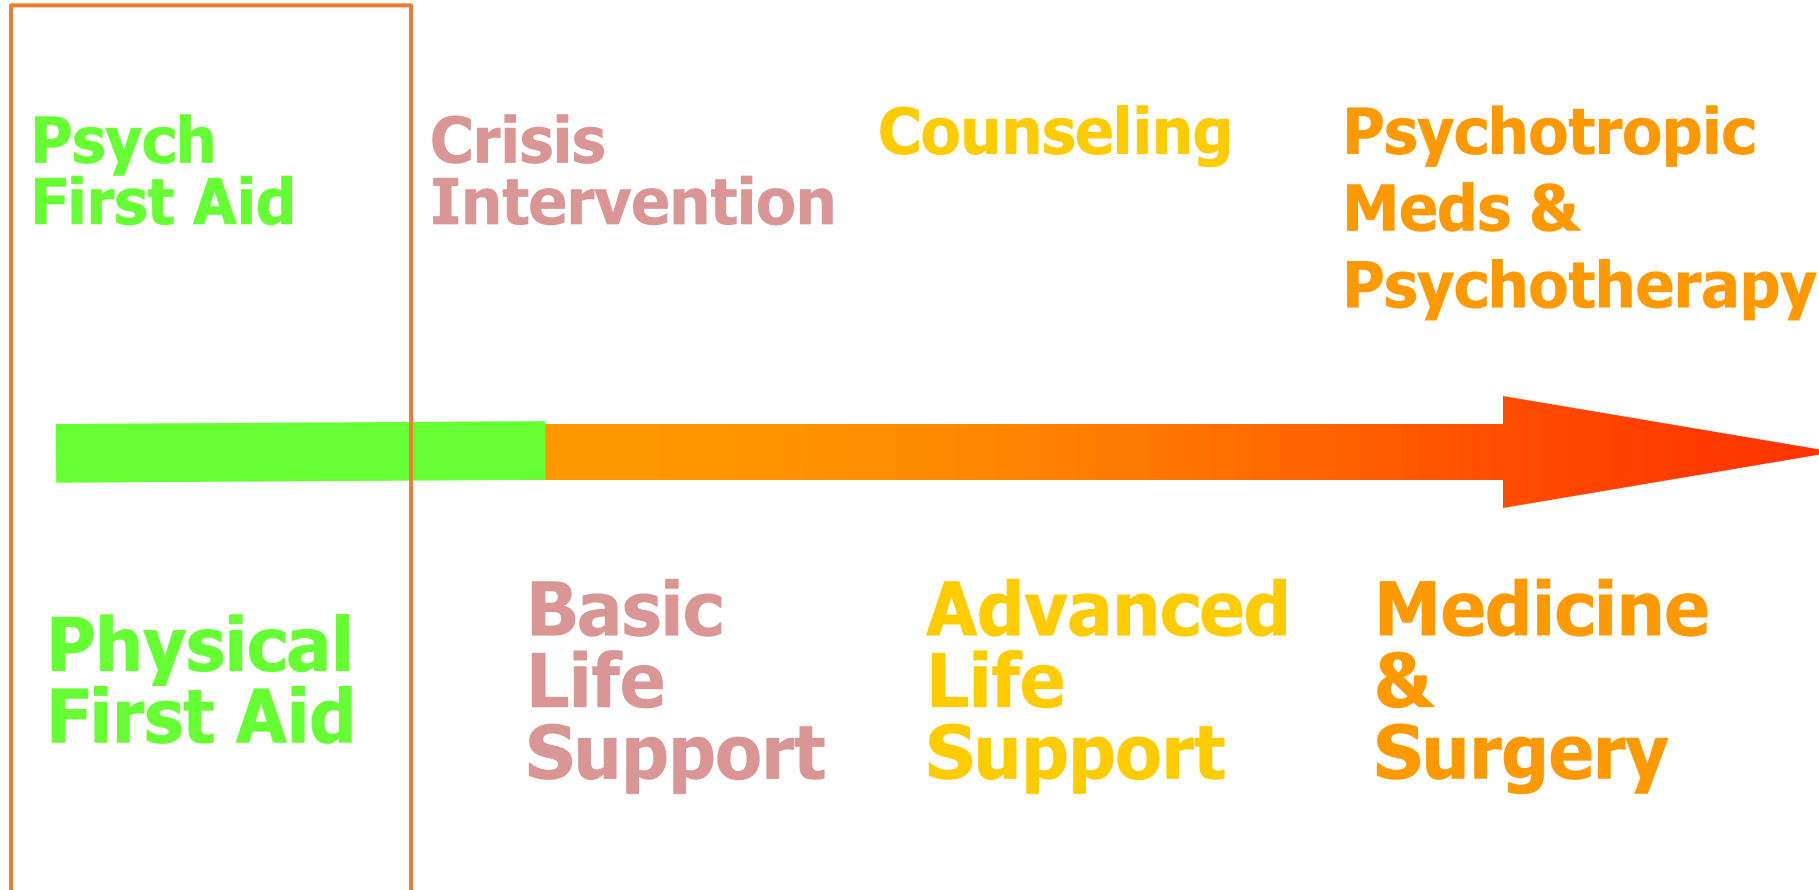 Psych
First Aid
Crisis
Intervention
Counseling
Psychotropic
Meds &
Psychotherapy
Physical
First Aid
Basic
Life
Support
Advanced
Life
Support
Medicine
&
Surgery